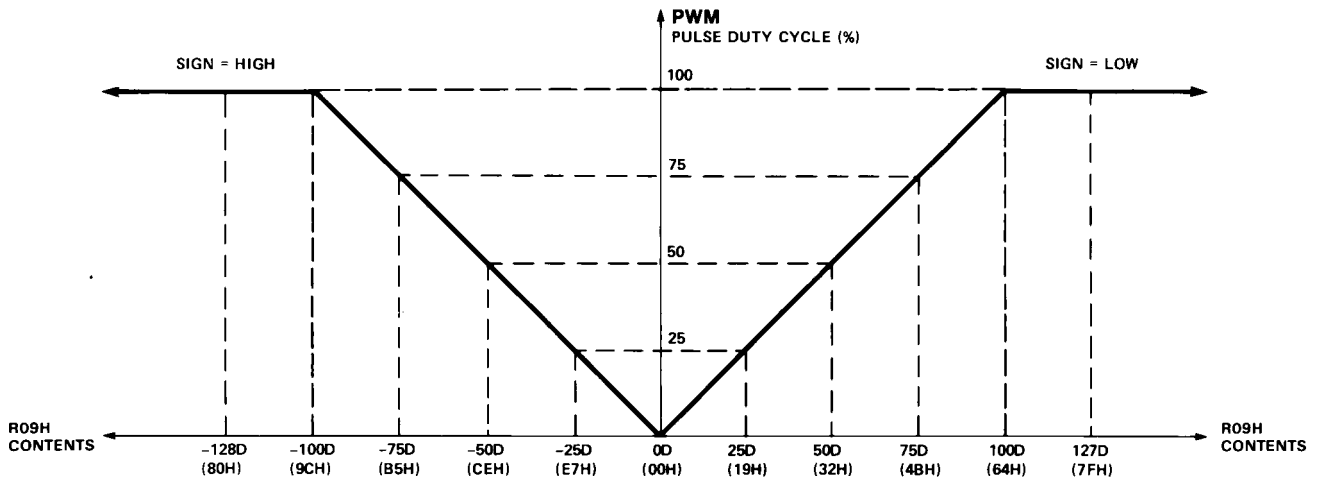 PWM
PULSE DUTY CYCLE (%)
SIGN = HIGH
SIGN = LOW
100
75
50
25
R09H
CONTENTS
–128D
(80H)
–100D
(9CH)
–75D
(B5H)
–50D
(CEH)
–25D
(E7H)
0D
(00H)
25D
(19H)
50D
(32H)
75D
(4BH)
100D
(64H)
127D
(7FH)
R09H
CONTENTS